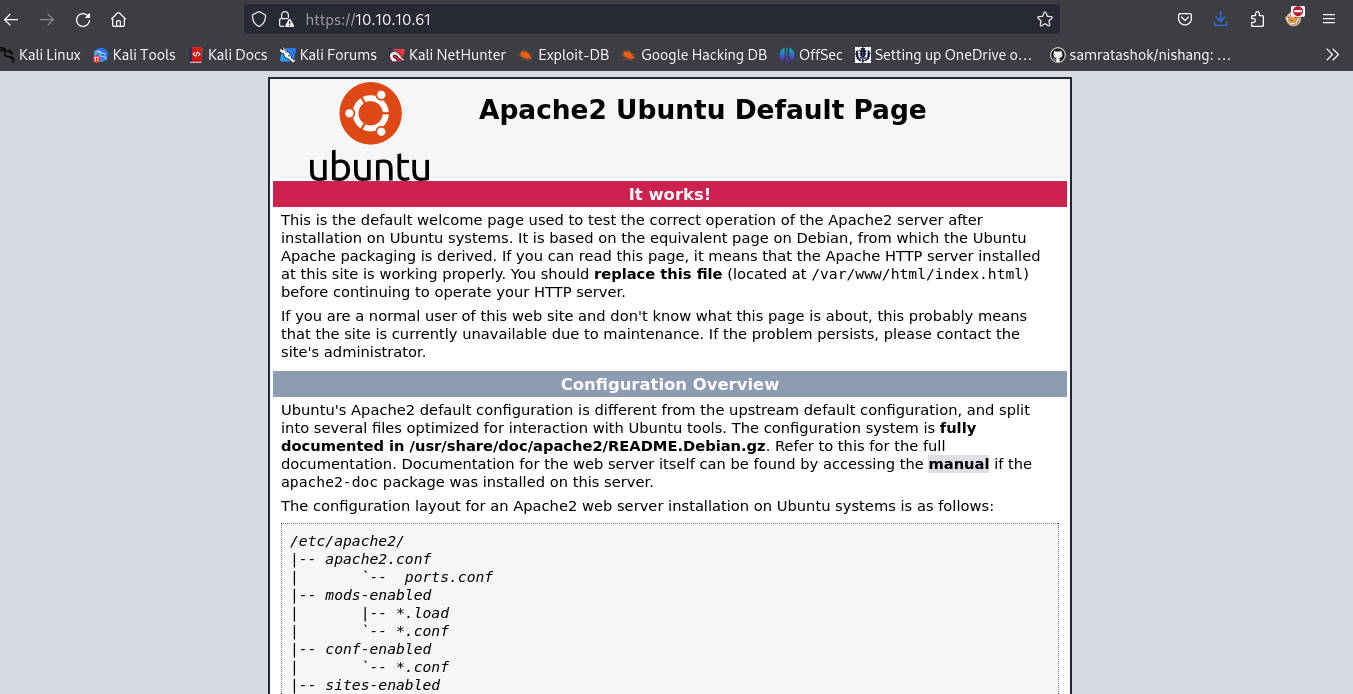 https://10.10.10.61
Kali Linux Kali Tools Kali Docs Kali Forums Kali NetHunter Exploit-DB Google Hacking DB OffSec Setting up OneDrive o… samratashok/nishang: …
Apache2 Ubuntu Default Page
ubuntu
It works!
This is the default welcome page used to test the correct operation of the Apache2 server after
installation on Ubuntu systems. It is based on the equivalent page on Debian, from which the Ubuntu
Apache packaging is derived. If you can read this page, it means that the Apache HTTP server installed
at this site is working properly. You should replace this file (located at /var/www/html/index.html)
before continuing to operate your HTTP server.
If you are a normal user of this web site and don't know what this page is about, this probably means
that the site is currently unavailable due to maintenance. If the problem persists, please contact the
site's administrator.
Configuration Overview
Ubuntu's Apache2 default configuration is different from the upstream default configuration, and split
into several files optimized for interaction with Ubuntu tools. The configuration system is fully
documented in /usr/share/doc/apache2/README.Debian.gz. Refer to this for the full
documentation. Documentation for the web server itself can be found by accessing the manual if the
apache2-doc package was installed on this server.
The configuration layout for an Apache2 web server installation on Ubuntu systems is as follows:
/etc/apache2/
|-- apache2.conf
|       `--  ports.conf
|-- mods-enabled
|       |-- *.load
|       `-- *.conf
|-- conf-enabled
|       `-- *.conf
|-- sites-enabled